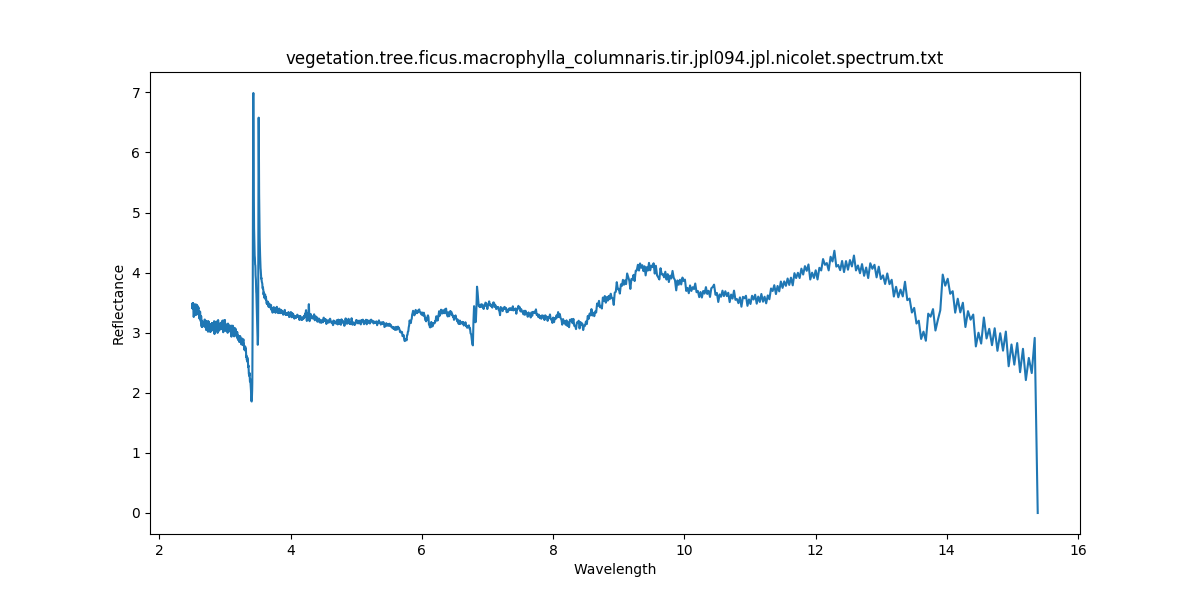 vegetation.tree.ficus.macrophylla_columnaris.tir.jpl094.jpl.nicolet.spectrum.txt
7
6
5
4
3
2
1
0
Reflectance
2 4 6 8 10 12 14 16
Wavelength